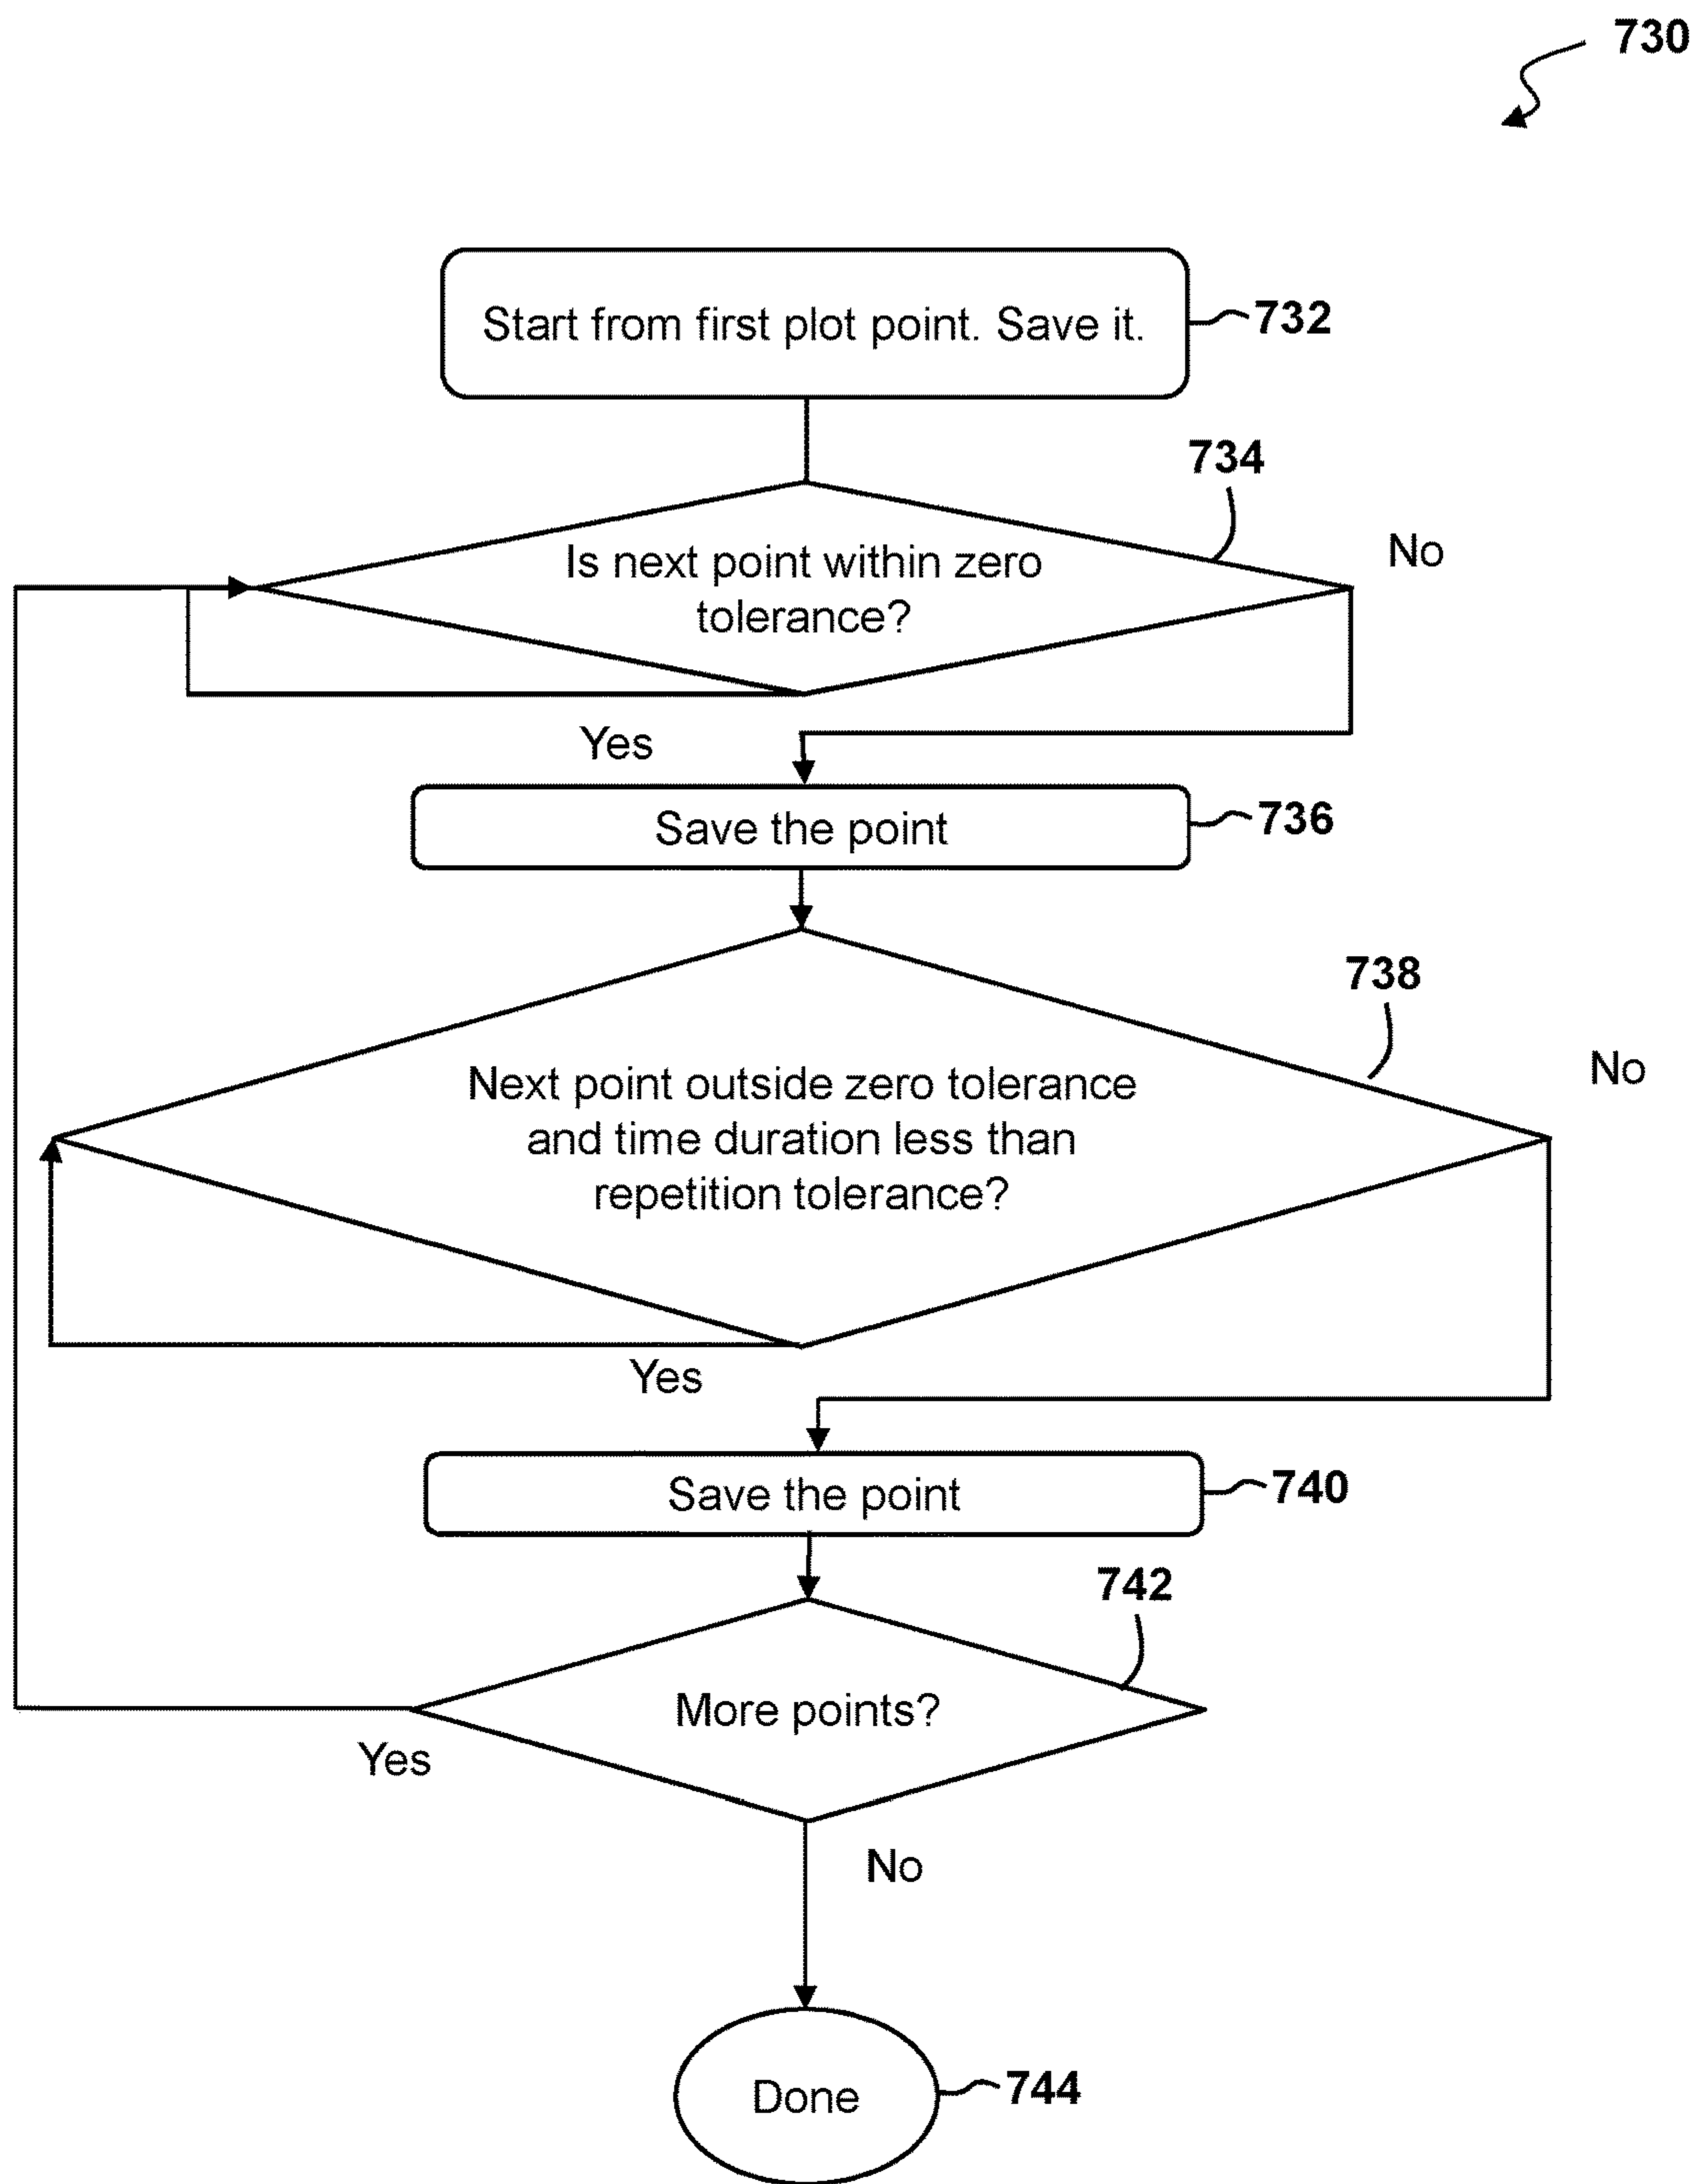 730
Start from first plot point. Save it.
732
734
No
Is next point within zero
tolerance?
Yes
Save the point
736
738
No
Next point outside zero tolerance
and time duration less than
repetition tolerance?
Yes
Save the point
740
742
More points?
Yes
No
Done
744